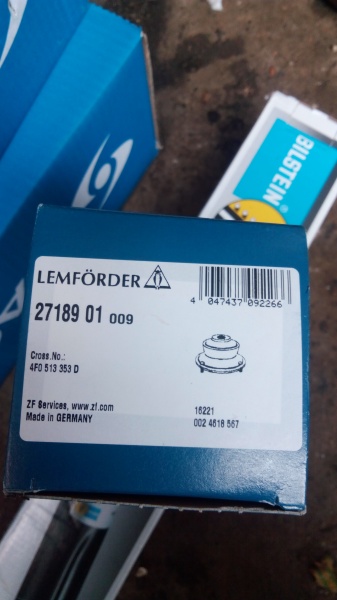 BILSTEIN
LEMFÖRDER
4 047437 092266
27189 01 009
Cross.No.:
4F0 513 353 D
ZF Services, www.zf.com
Made in GERMANY
16221
002 4618 567